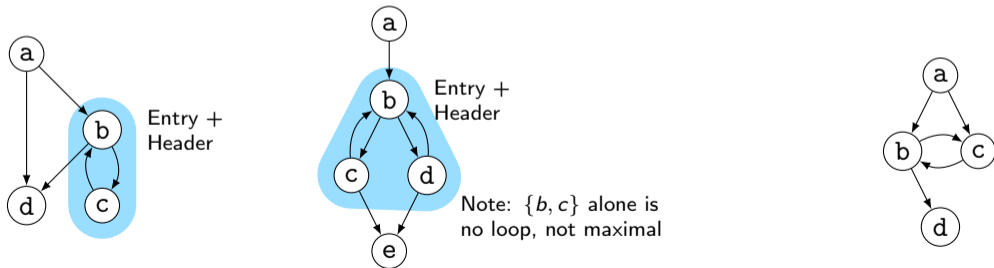 a
b
Entry +
Header
d
c
a
b
Entry +
Header
c
d
Note: {b, c} alone is
no loop, not maximal
e
a
b
c
d